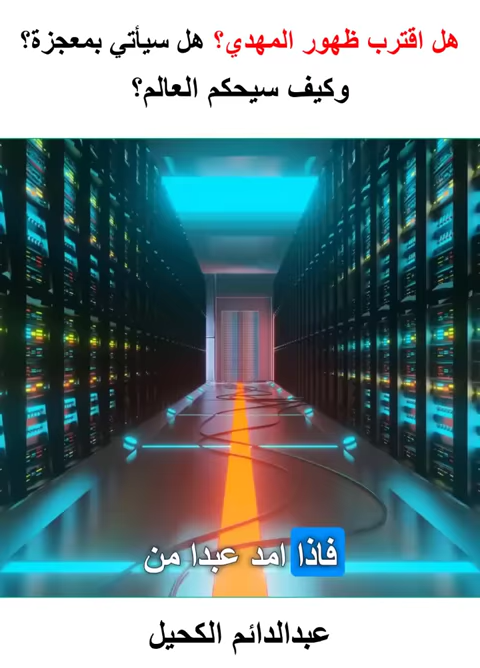 هل اقترب ظهور المهدي؟ هل سيأتي بمعجزة؟
وكيف سيحكم العالم؟
فاذا امد عبدا من
عبدالدائم الكحيل